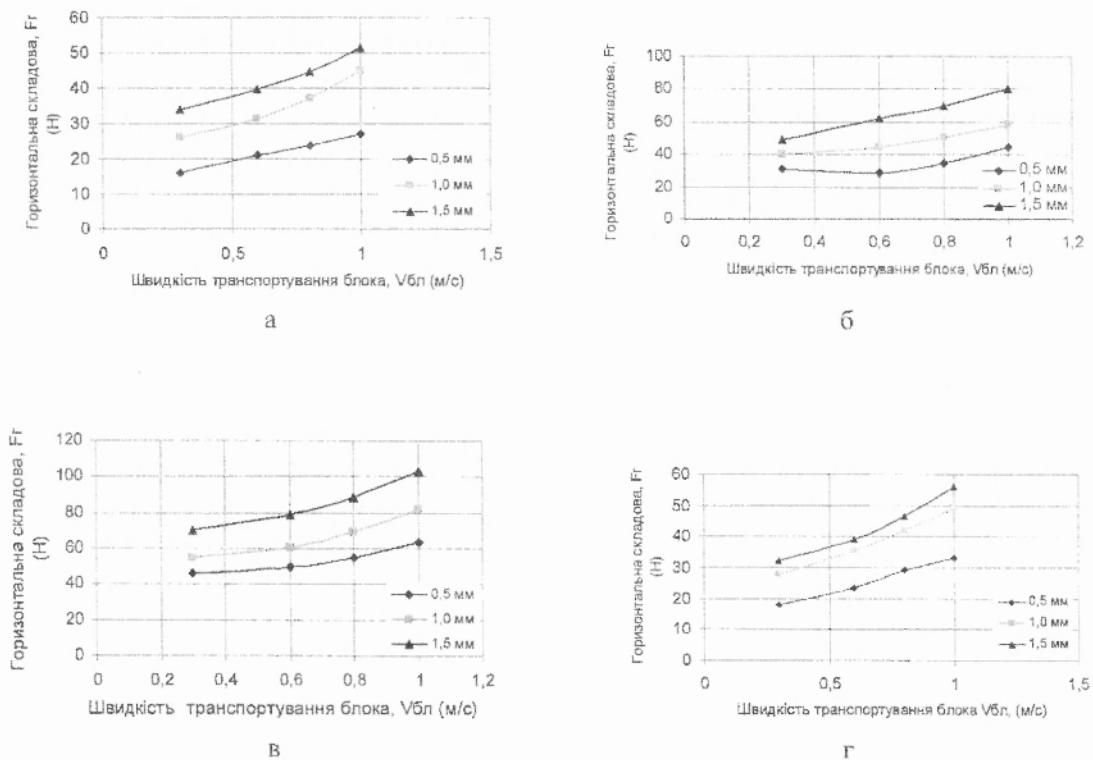 Горизонтальна складова, Fг
(Н)
60
50
40
30
20
10
0
0
0,5
1
1,5
0,5 мм
1,0 мм
1,5 мм
Швидкість транспортування блока, Vбл (м/с)
а
Горизонтальна складова, Fг
(Н)
100
80
60
40
20
0
0
0,2
0,4
0,6
0,8
1
1,2
0,5 мм
1,0 мм
1,5 мм
Швидкість транспортування блока, Vбл (м/с)
б
Горизонтальна складова, Fг
(Н)
120
100
80
60
40
20
0
0
0,2
0,4
0,6
0,8
1
1,2
0,5 мм
1,0 мм
1,5 мм
Швидкість транспортування блока, Vбл (м/с)
в
Горизонтальна складова, Fг
(Н)
60
50
40
30
20
10
0
0
0,5
1
1,5
0,5 мм
1,0 мм
1,5 мм
Швидкість транспортування блока Vбл, (м/с)
г